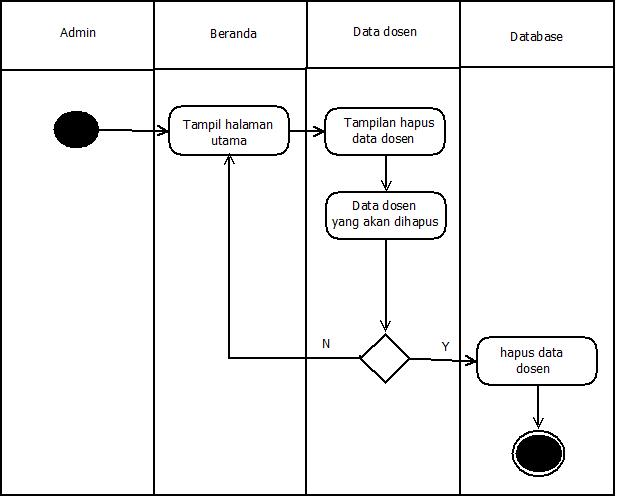 Admin
Beranda
Data dosen
Database
Tampil halaman
utama
Tampilan hapus
data dosen
Data dosen
yang akan dihapus
N
Y
hapus data
dosen